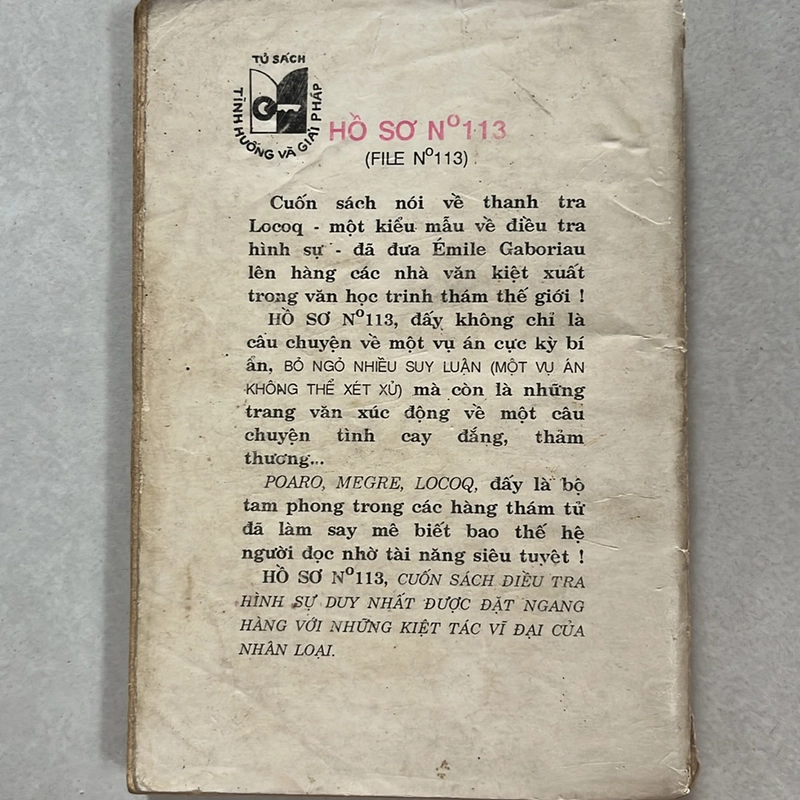 TỦ SÁCH
TÌNH HUỐNG VÀ GIẢI PHÁP
HỒ SƠ Nº113
(FILE Nº113)
Cuốn sách nói về thanh tra
Locoq - một kiểu mẫu về điều tra
hình sự - đã đưa Émile Gaboriau
lên hàng các nhà văn kiệt xuất
trong văn học trinh thám thế giới !
HỒ SƠ Nº113, đấy không chỉ là
câu chuyện về một vụ án cực kỳ bí
ẩn, BỎ NGỎ NHIỀU SUY LUẬN (MỘT VỤ ÁN
KHÔNG THỂ XÉT XỬ) mà còn là những
trang văn xúc động về một câu
chuyện tình cay đắng, thảm
thương...
POARO, MEGRE, LOCOQ, đấy là bộ
tam phong trong các hàng thám tử
đã làm say mê biết bao thế hệ
người đọc nhờ tài năng siêu tuyệt !
HỒ SƠ Nº113, CUỐN SÁCH ĐIỀU TRA
HÌNH SỰ DUY NHẤT ĐƯỢC ĐẶT NGANG
HÀNG VỚI NHỮNG KIỆT TÁC VĨ ĐẠI CỦA
NHÂN LOẠI.